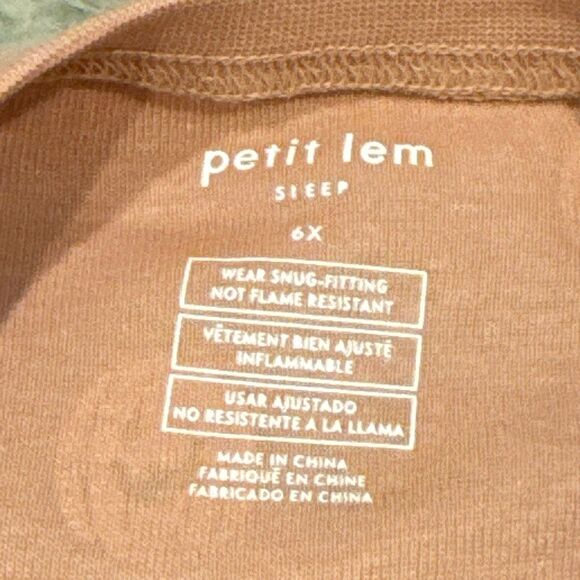 petit lem
SLEEP
6X
WEAR SNUG-FITTING
NOT FLAME RESISTANT
VÊTEMENT BIEN AJUSTÉ
INFLAMMABLE
USAR AJUSTADO
NO RESISTENTE A LA LLAMA
MADE IN CHINA
FABRIQUÉ EN CHINE
FABRICADO EN CHINA